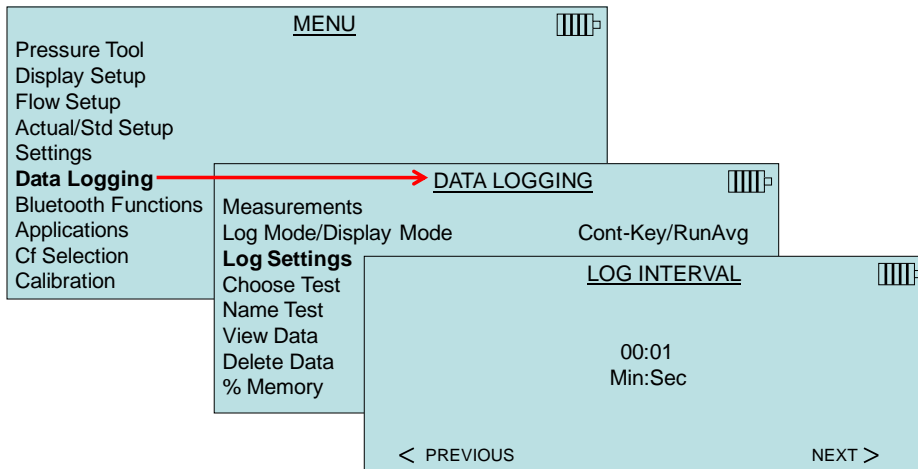 MENU
Pressure Tool
Display Setup
Flow Setup
Actual/Std Setup
Settings
Data Logging
Bluetooth Functions
Applications
Cf Selection
Calibration
DATA LOGGING
Measurements
Log Mode/Display Mode Cont-Key/RunAvg
Log Settings
Choose Test
Name Test
View Data
Delete Data
% Memory
LOG INTERVAL
00:01
Min:Sec
< PREVIOUS NEXT >